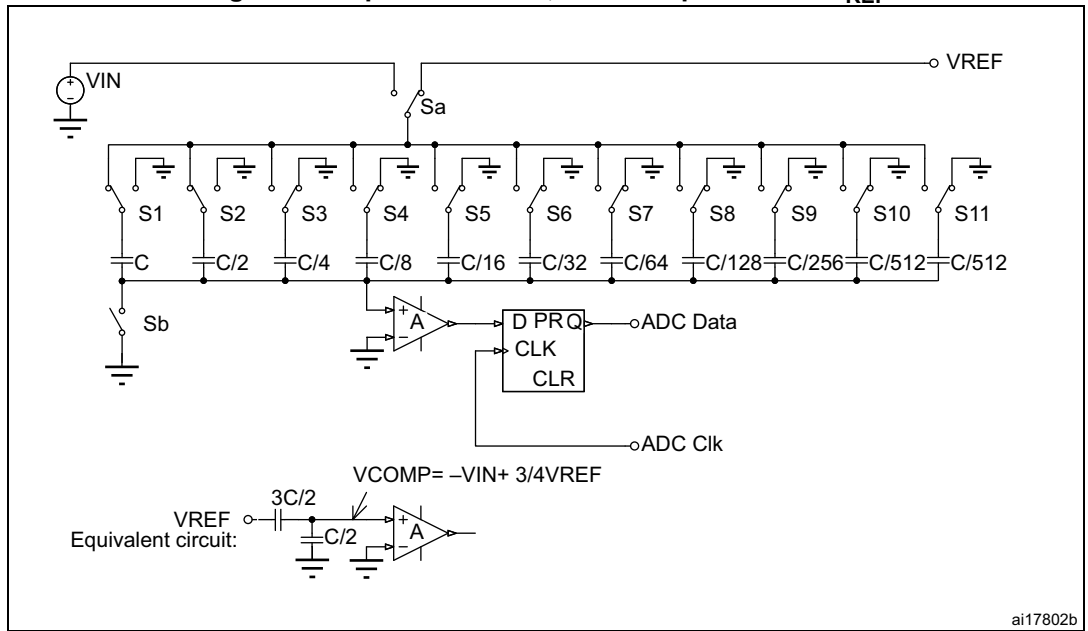 REF
VIN
VREF
Sa
S1 S2 S3 S4 S5 S6 S7 S8 S9 S10 S11
C C/2 C/4 C/8 C/16 C/32 C/64 C/128 C/256 C/512 C/512
Sb
+
A
−
D PR Q
CLK
CLR
ADC Data
ADC Clk
VCOMP= –VIN+ 3/4VREF
3C/2
VREF
Equivalent circuit:
C/2
+
A
−
ai17802b